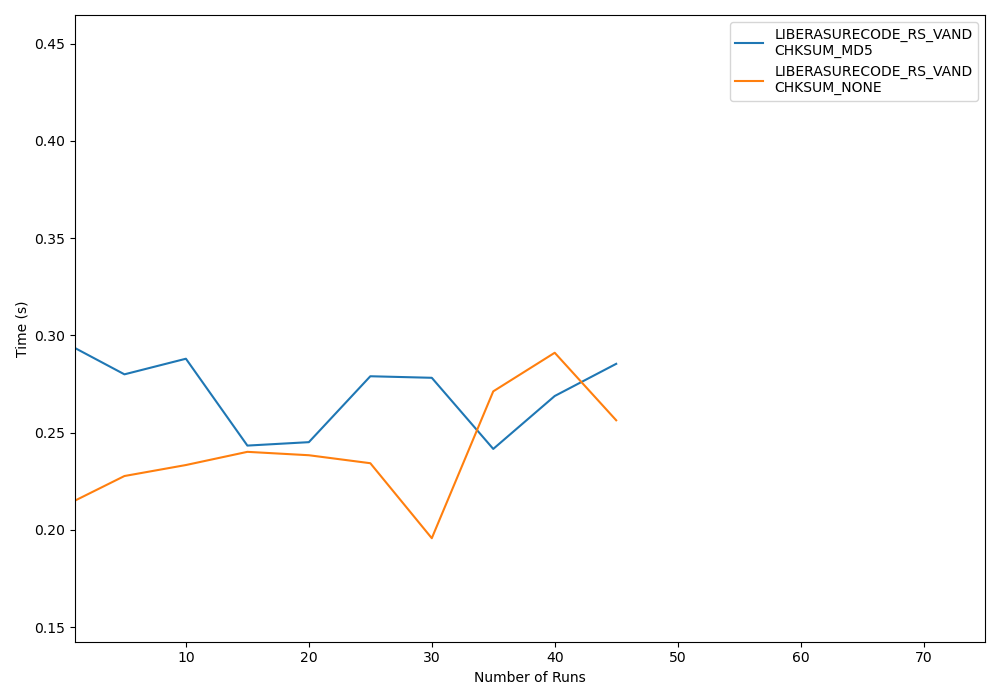 LIBERASURECODE_RS_VAND
CHKSUM_MD5
LIBERASURECODE_RS_VAND
CHKSUM_NONE
0.45
0.40
0.35
0.30
0.25
0.20
0.15
Time (s)
10 20 30 40 50 60 70
Number of Runs